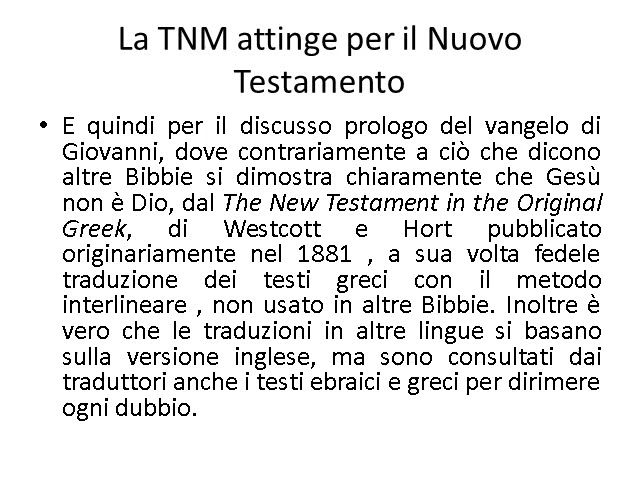 La TNM attinge per il Nuovo
Testamento
• E quindi per il discusso prologo del vangelo di
Giovanni, dove contrariamente a ciò che dicono
altre Bibbie si dimostra chiaramente che Gesù
non è Dio, dal The New Testament in the Original
Greek, di Westcott e Hort pubblicato
originariamente nel 1881 , a sua volta fedele
traduzione dei testi greci con il metodo
interlineare , non usato in altre Bibbie. Inoltre è
vero che le traduzioni in altre lingue si basano
sulla versione inglese, ma sono consultati dai
traduttori anche i testi ebraici e greci per dirimere
ogni dubbio.